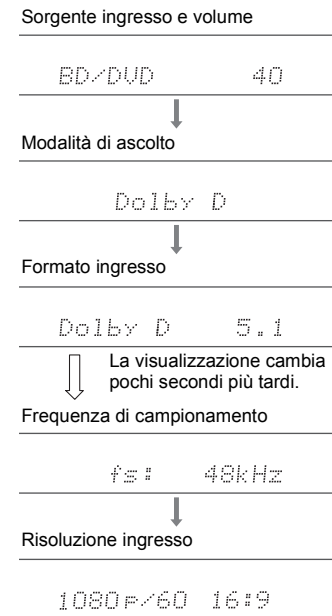 Sorgente ingresso e volume
BD/DVD 40
Modalità di ascolto
Dolby D
Formato ingresso
Dolby D 5.1
La visualizzazione cambia
pochi secondi più tardi.
Frequenza di campionamento
fs: 48kHz
Risoluzione ingresso
1080p/60 16:9